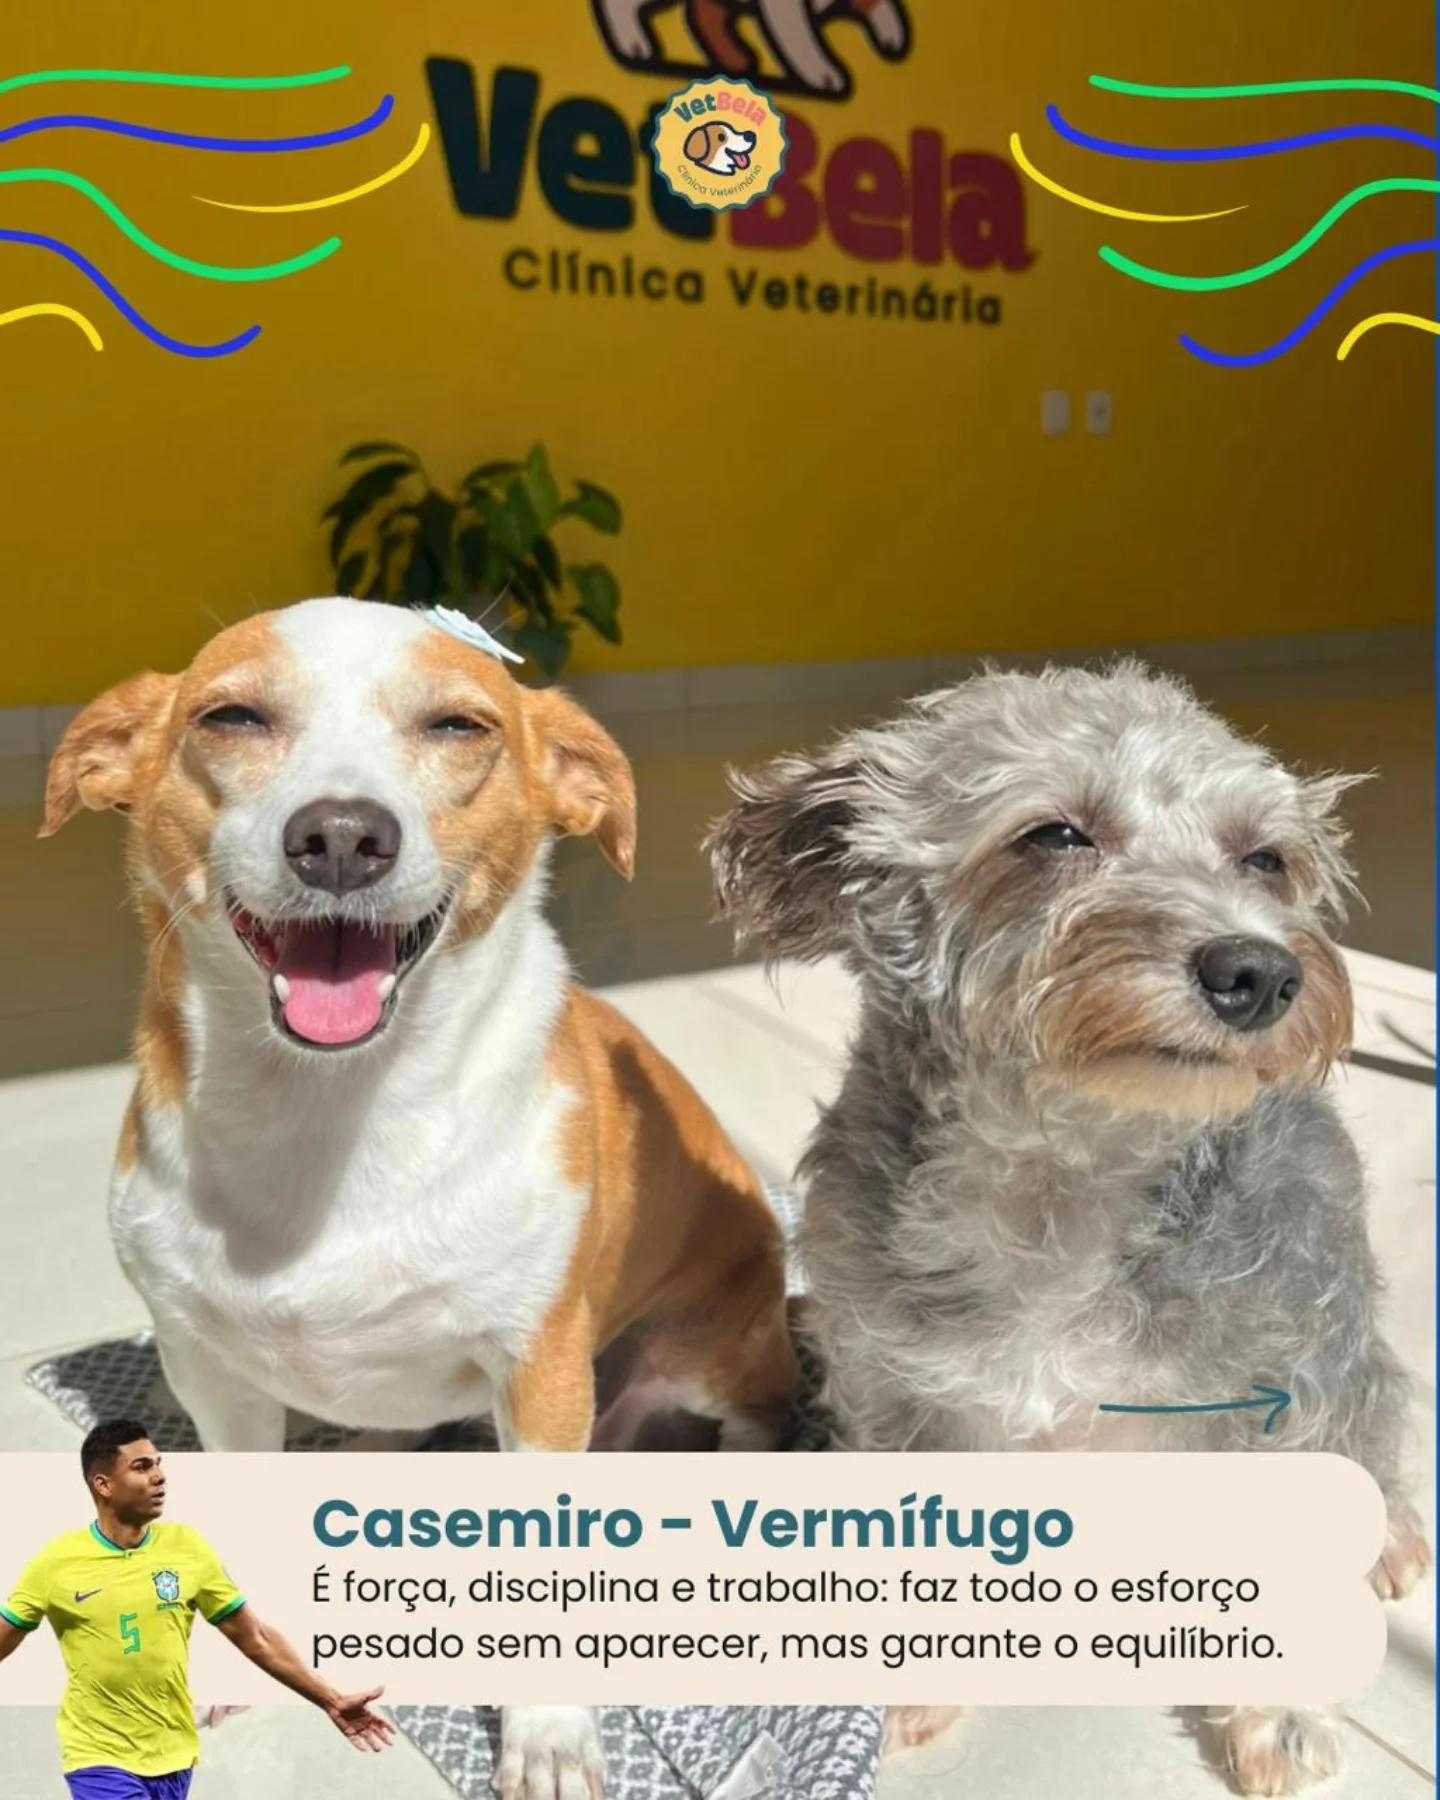 VetBela
Clínica Veterinária
VetBela
Clínica Veterinária
5
Casemiro - Vermífugo
É força, disciplina e trabalho: faz todo o esforço
pesado sem aparecer, mas garante o equilíbrio.